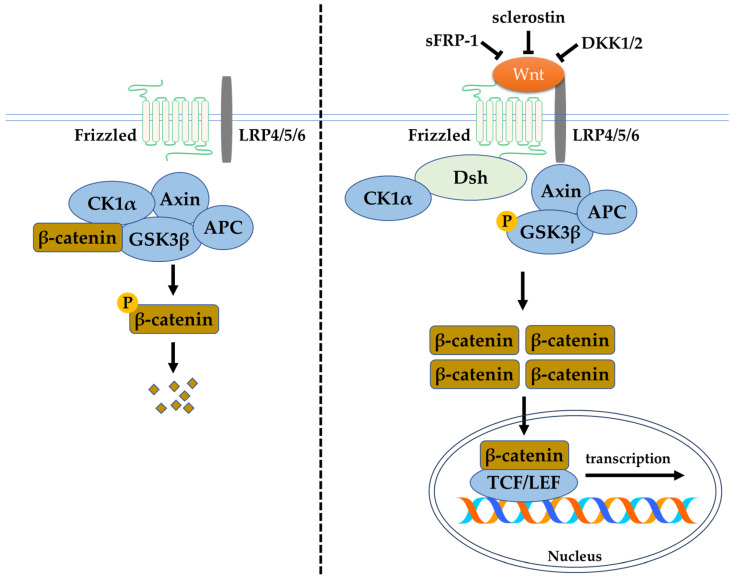 Frizzled
LRP4/5/6
CK1α
Axin
β-catenin
GSK3β
APC
P
β-catenin
sclerostin
sFRP-1
DKK1/2
Wnt
Frizzled
LRP4/5/6
Dsh
CK1α
Axin
APC
P
GSK3β
β-catenin
β-catenin
β-catenin
β-catenin
β-catenin
TCF/LEF
transcription
Nucleus